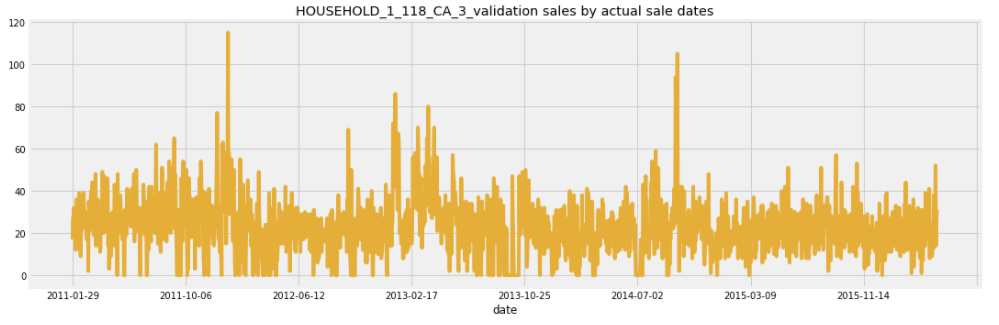 HOUSEHOLD_1_118_CA_3_validation sales by actual sale dates
120
100
80
60
40
20
0
2011-01-29 2011-10-06 2012-06-12 2013-02-17 2013-10-25 2014-07-02 2015-03-09 2015-11-14
date